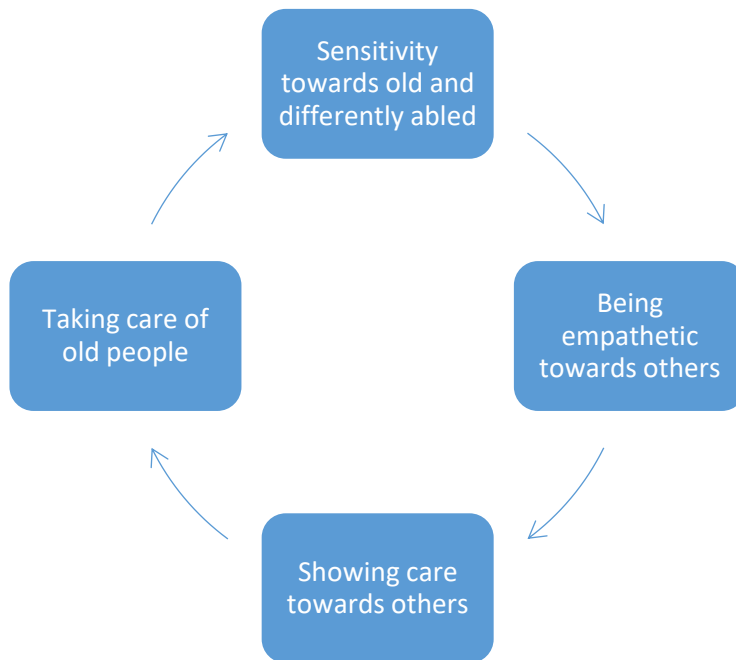 Sensitivity
towards old and
differently abled
Being
empathetic
towards others
Showing care
towards others
Taking care of
old people